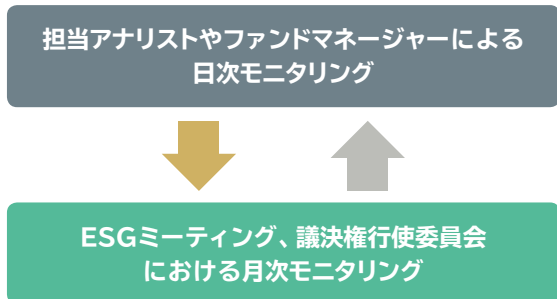 担当アナリストやファンドマネージャーによる
日次モニタリング
ESGミーティング、議決権行使委員会
における月次モニタリング